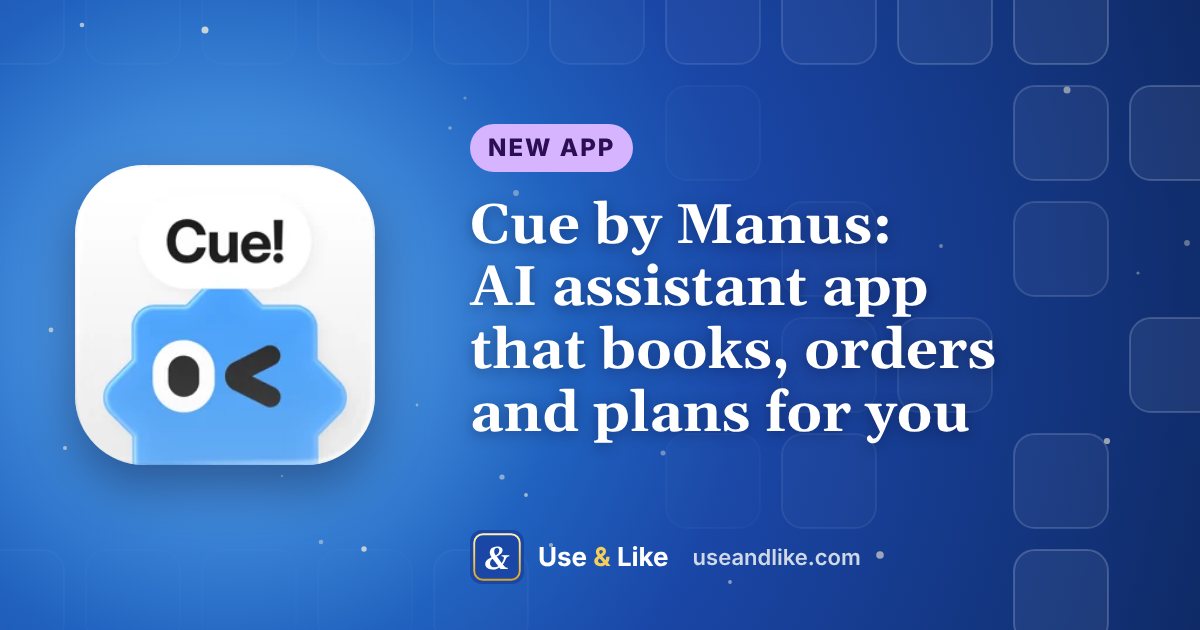 Cue!
NEW APP
Cue by Manus:
AI assistant app
that books, orders
and plans for you
& Use & Like useandlike.com